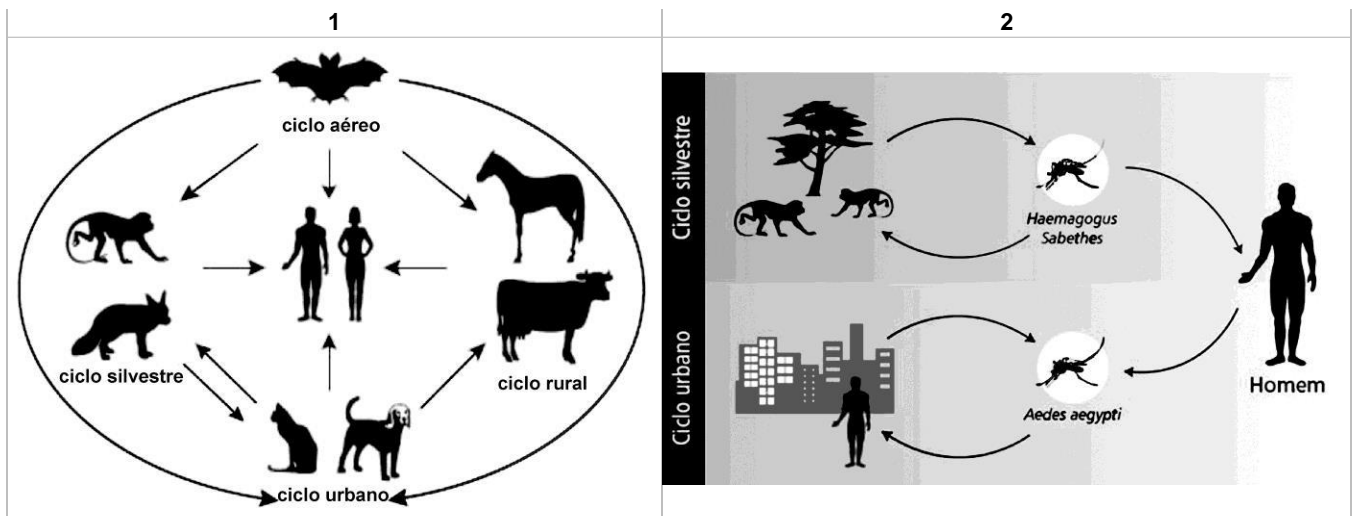 1
ciclo aéreo
ciclo silvestre
ciclo rural
ciclo urbano
2
Ciclo silvestre
Haemagogus
Sabethes
Ciclo urbano
Aedes aegypti
Homem